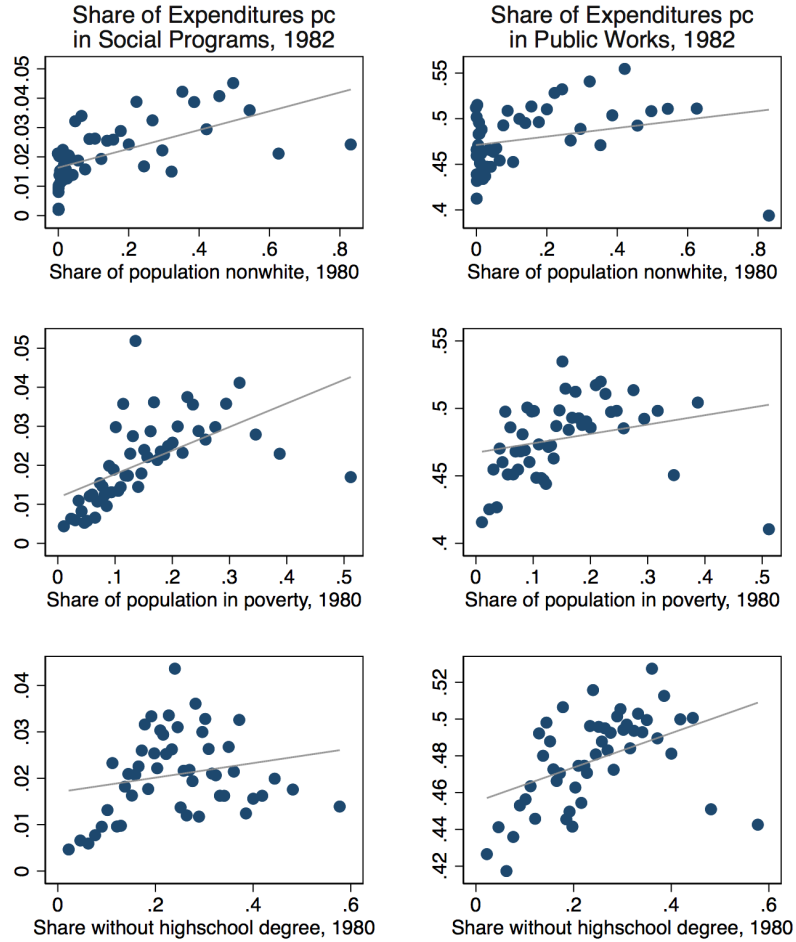 Share of Expenditures pc
in Social Programs, 1982
0 .01 .02 .03 .04 .05
0 .2 .4 .6 .8
Share of population nonwhite, 1980
Share of Expenditures pc
in Public Works, 1982
.4 .45 .5 .55
0 .2 .4 .6 .8
Share of population nonwhite, 1980
0 .01 .02 .03 .04 .05
0 .1 .2 .3 .4 .5
Share of population in poverty, 1980
.4 .45 .5 .55
0 .1 .2 .3 .4 .5
Share of population in poverty, 1980
0 .01 .02 .03 .04
0 .2 .4 .6
Share without highschool degree, 1980
.42 .44 .46 .48 .5 .52
0 .2 .4 .6
Share without highschool degree, 1980